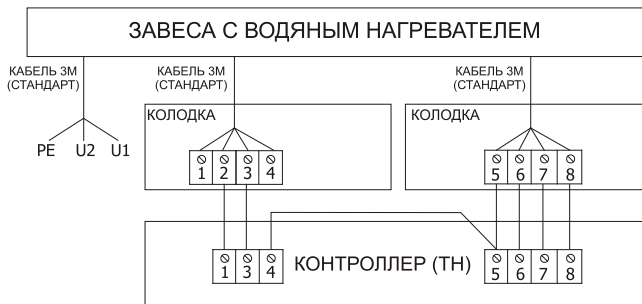 ЗАВЕСА С ВОДЯНЫМ НАГРЕВАТЕЛЕМ
КАБЕЛЬ 3М
(СТАНДАРТ)
КАБЕЛЬ 3М
(СТАНДАРТ)
КАБЕЛЬ 3М
(СТАНДАРТ)
PE U2 U1
КОЛОДКА
КОЛОДКА
1 2 3 4
5 6 7 8
1 3 4
КОНТРОЛЛЕР (ТН)
5 6 7 8